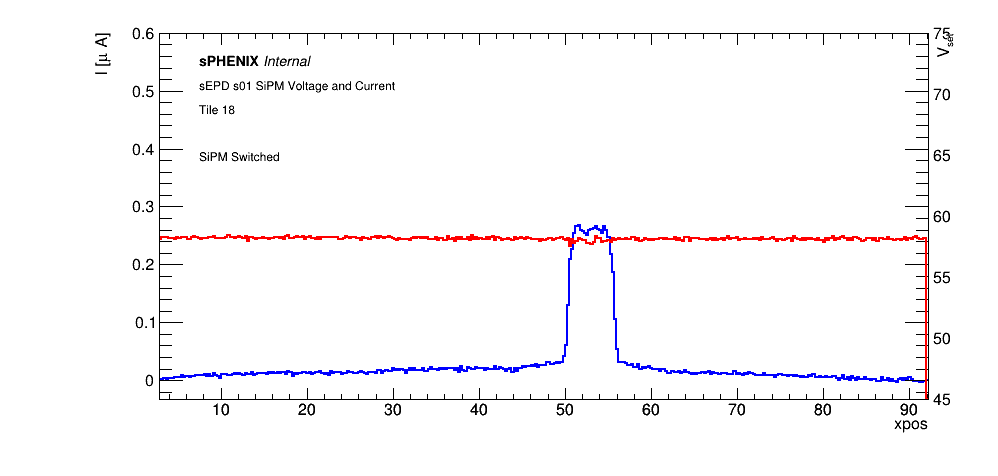 I [μ A]
0.6
0.5
0.4
0.3
0.2
0.1
0
sPHENIX Internal
sEPD s01 SiPM Voltage and Current
Tile 18
SiPM Switched
75
70
65
60
55
50
45
Vset
10 20 30 40 50 60 70 80 90
xpos